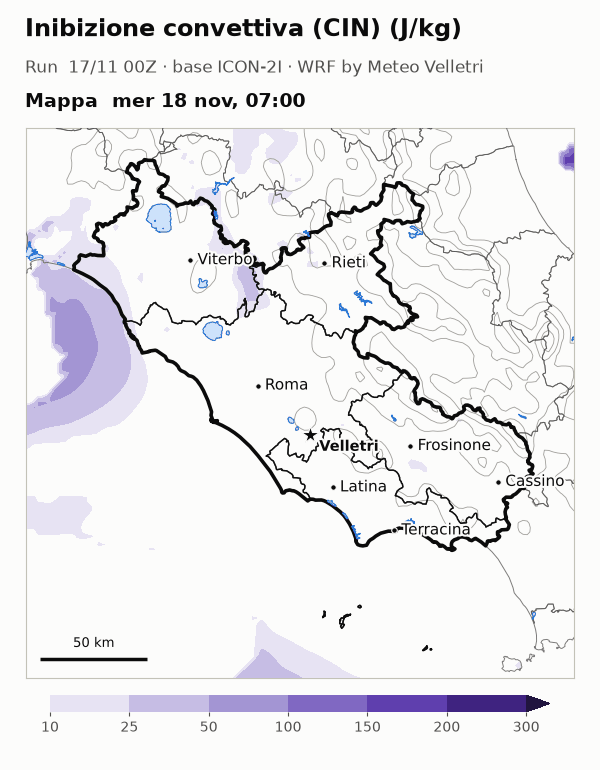 Inibizione convettiva (CIN) (J/kg)
Run 17/11 00Z · base ICON-2I · WRF by Meteo Velletri
Mappa mer 18 nov, 07:00
Viterbo
Rieti
Roma
Velletri
Frosinone
Cassino
Latina
Terracina
50 km
10 25 50 100 150 200 300